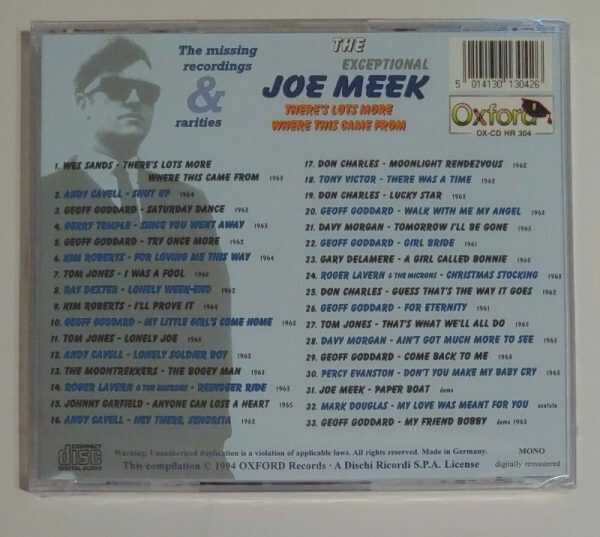 The missing
recordings
&
rarities
THE
EXCEPTIONAL
JOE MEEK
THERE'S LOTS MORE
WHERE THIS CAME FROM
5 014130 130426
Oxford
OX-CD HR 304
1. WES SANDS - THERE'S LOTS MORE
WHERE THIS CAME FROM 1963
2. ANDY CAVELL - SHUT UP 1964
3. GEOFF GODDARD - SATURDAY DANCE 1963
4. GERRY TEMPLE - SINCE YOU WENT AWAY 1963
5. GEOFF GODDARD - TRY ONCE MORE 1962
6. KIM ROBERTS - FOR LOVING ME THIS WAY 1964
7. TOM JONES - I WAS A FOOL
8. RAY DEXTER - LONELY WEEK-END 1962
9. KIM ROBERTS - I'LL PROVE IT 1964
10. GEOFF GODDARD - MY LITTLE GIRL'S COME HOME 1962
11. TOM JONES - LONELY JOE 1963
12. ANDY CAVELL - LONELY SOLDIER BOY 1962
13. THE MOONTREKKERS - THE BOGEY MAN 1963
14. ROGER LAVERN & THE MICRONS - REINDEER RIDE 1963
15. JOHNNY GARFIELD - ANYONE CAN LOSE A HEART 1965
16. ANDY CAVELL - HEY THERE, SENORITA 1962
17. DON CHARLES - MOONLIGHT RENDEZVOUS 1962
18. TONY VICTOR - THERE WAS A TIME 1962
19. DON CHARLES - LUCKY STAR 1963
20. GEOFF GODDARD - WALK WITH ME MY ANGEL 1962
21. DAVY MORGAN - TOMORROW I'LL BE GONE 1963
22. GEOFF GODDARD - GIRL BRIDE 1961
23. GARY DELAMERE - A GIRL CALLED BONNIE 1963
24. ROGER LAVERN & THE MICRONS - CHRISTMAS STOCKING 1963
25. DON CHARLES - GUESS THAT'S THE WAY IT GOES 1962
26. GEOFF GODDARD - FOR ETERNITY 1961
27. TOM JONES - THAT'S WHAT WE'LL ALL DO 1963
28. DAVY MORGAN - AIN'T GOT MUCH MORE TO SEE 1963
29. GEOFF GODDARD - COME BACK TO ME 1963
30. PERCY EVANSTON - DON'T YOU MAKE MY BABY CRY 1963
31. JOE MEEK - PAPER BOAT demo
32. MARK DOUGLAS - MY LOVE WAS MEANT FOR YOU acetate
33. GEOFF GODDARD - MY FRIEND BOBBY demo 1963
COMPACT
disc
DIGITAL AUDIO
Warning. Unauthorized duplication is a violation of applicable laws. All rights reserved. Made in Germany.
This compilation © 1994 OXFORD Records · A Dischi Ricordi S.P.A. License
MONO
digitally remastered